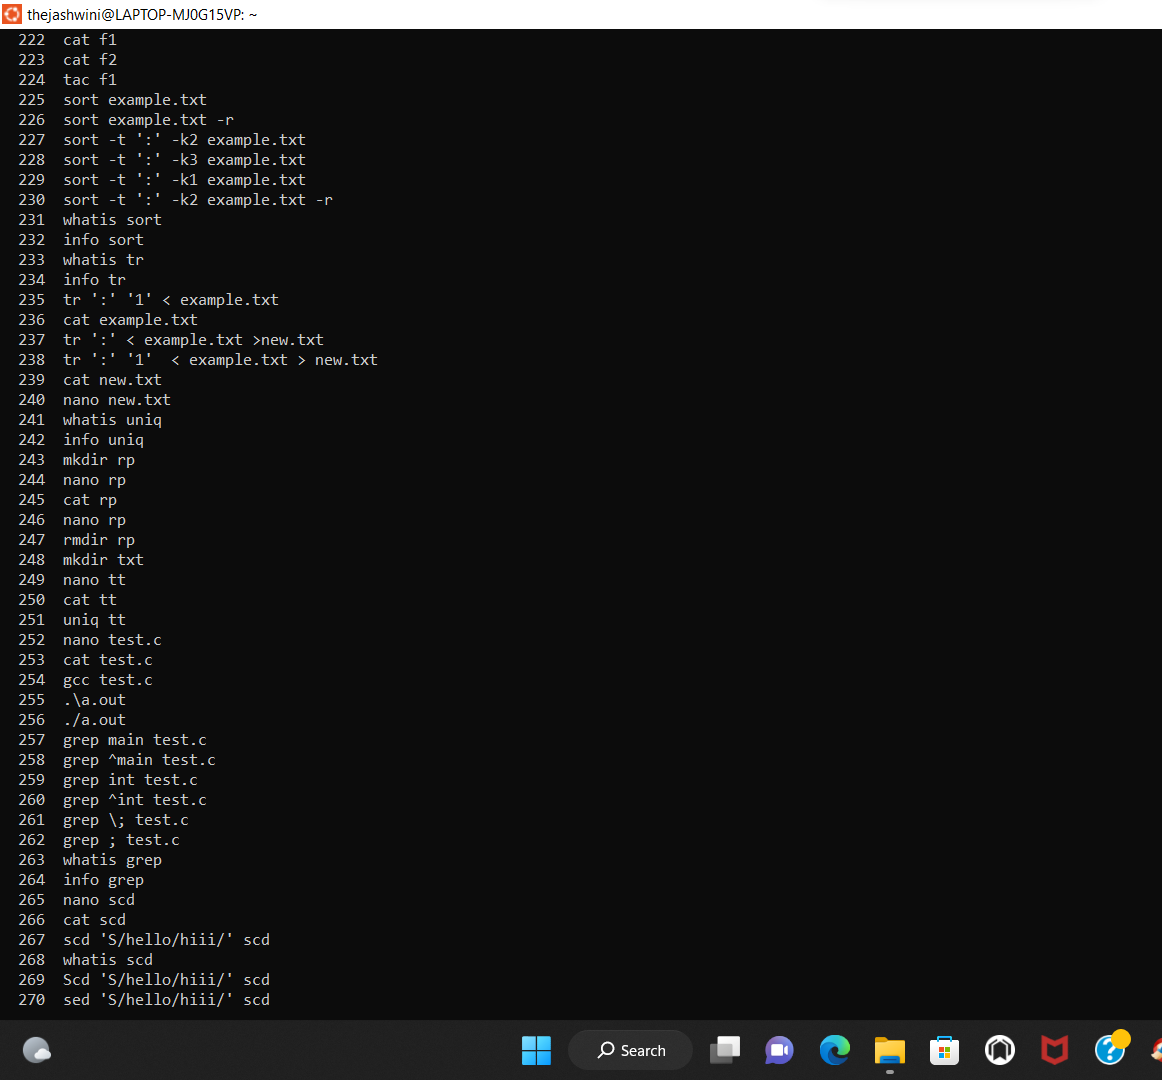 thejashwini@LAPTOP-MJ0G15VP: ~
222 cat f1
223 cat f2
224 tac f1
225 sort example.txt
226 sort example.txt -r
227 sort -t ':' -k2 example.txt
228 sort -t ':' -k3 example.txt
229 sort -t ':' -k1 example.txt
230 sort -t ':' -k2 example.txt -r
231 whatis sort
232 info sort
233 whatis tr
234 info tr
235 tr ':' '1' < example.txt
236 cat example.txt
237 tr ':' < example.txt >new.txt
238 tr ':' '1'  < example.txt > new.txt
239 cat new.txt
240 nano new.txt
241 whatis uniq
242 info uniq
243 mkdir rp
244 nano rp
245 cat rp
246 nano rp
247 rmdir rp
248 mkdir txt
249 nano tt
250 cat tt
251 uniq tt
252 nano test.c
253 cat test.c
254 gcc test.c
255 .\a.out
256 ./a.out
257 grep main test.c
258 grep ^main test.c
259 grep int test.c
260 grep ^int test.c
261 grep \; test.c
262 grep ; test.c
263 whatis grep
264 info grep
265 nano scd
266 cat scd
267 scd 'S/hello/hiii/' scd
268 whatis scd
269 Scd 'S/hello/hiii/' scd
270 sed 'S/hello/hiii/' scd
Search